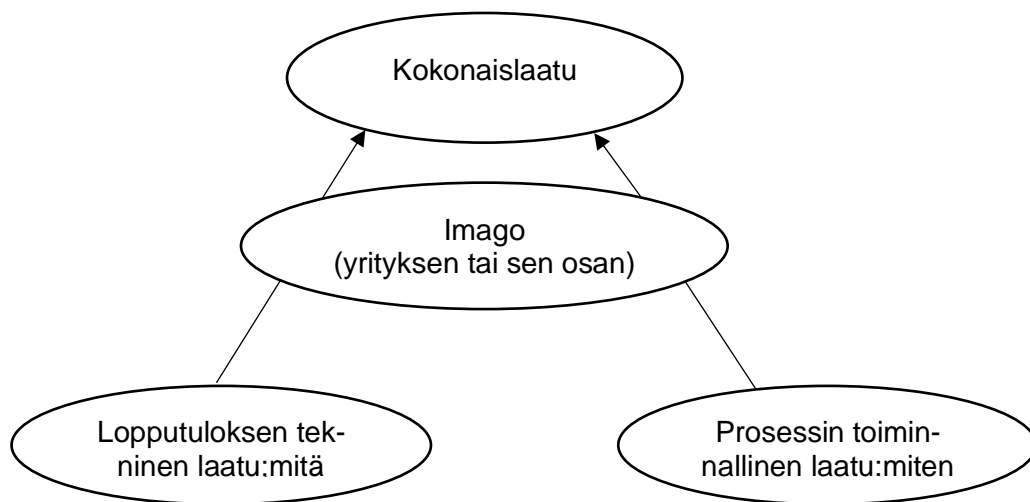 Kokonaislaatu
Imago
(yrityksen tai sen osan)
Lopputuloksen tek-
ninen laatu:mitä
Prosessin toimin-
nallinen laatu:miten